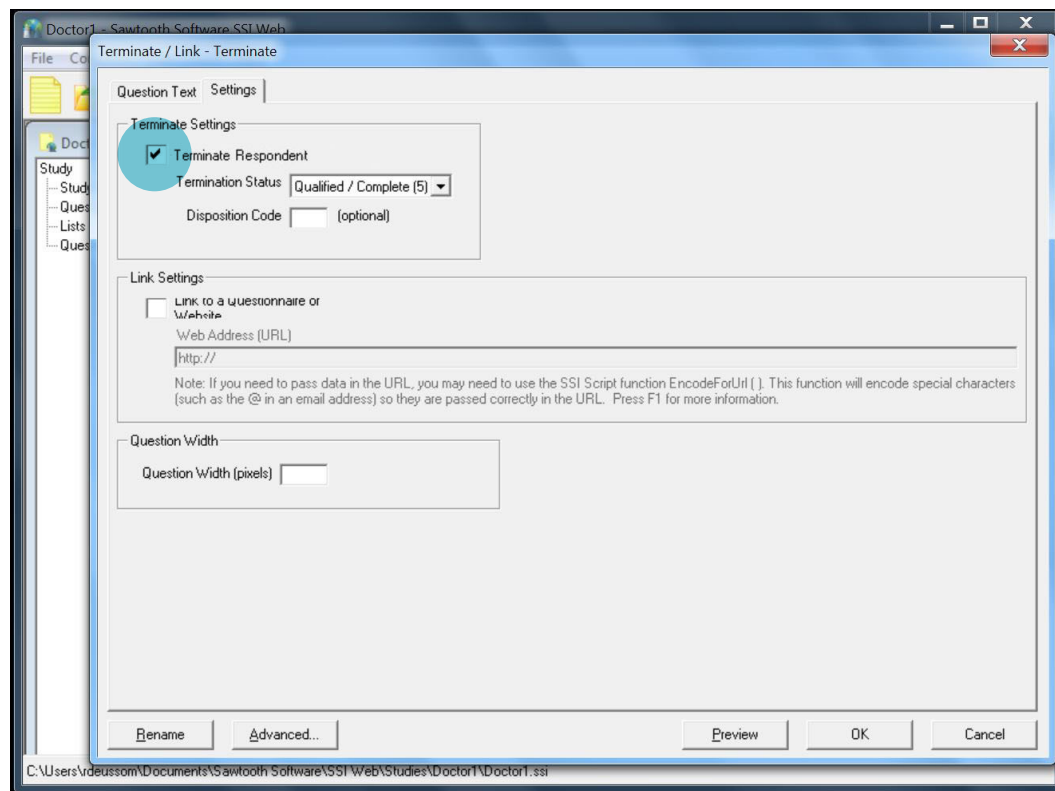 Doctor1 - Sawtooth Software SSI Web
File Co
Terminate / Link - Terminate
Question Text Settings
Doct
Study
Study
Ques
Lists
Ques
Terminate Settings
Terminate Respondent
Termination Status Qualified / Complete (5)
Disposition Code (optional)
Link Settings
Link to a Questionnaire or
Website
Web Address (URL)
http://
Note: If you need to pass data in the URL, you may need to use the SSI Script function EncodeForUrl ( ). This function will encode special characters
(such as the @ in an email address) so they are passed correctly in the URL. Press F1 for more information.
Question Width
Question Width (pixels)
Rename Advanced... Preview OK Cancel
C:\Users\rdeussom\Documents\Sawtooth Software\SSI Web\Studies\Doctor1\Doctor1.ssi